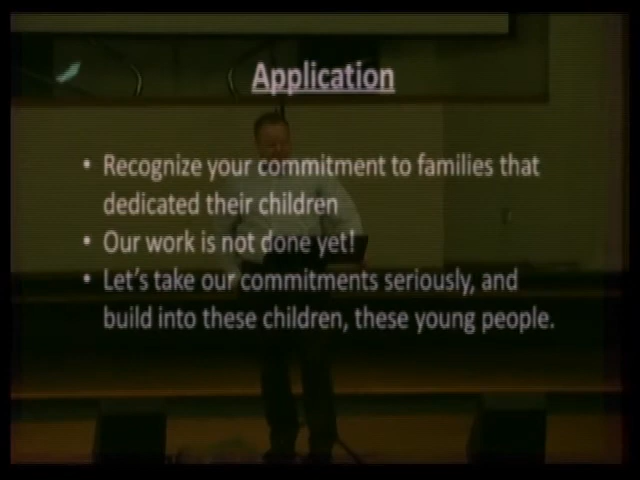 Application
• Recognize your commitment to families that
dedicated their children
• Our work is not done yet!
• Let's take our commitments seriously, and
build into these children, these young people.